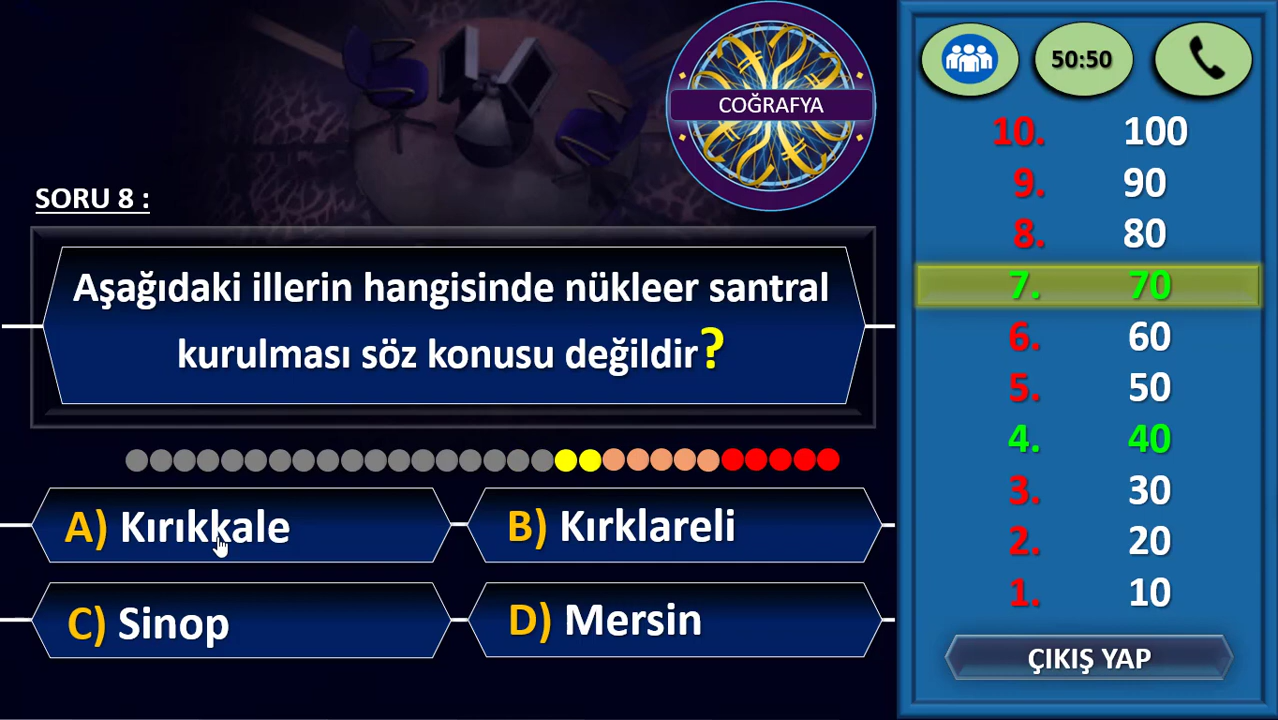 COĞRAFYA
SORU 8 :
Aşağıdaki illerin hangisinde nükleer santral
kurulması söz konusu değildir?
A) Kırıkkale
B) Kırklareli
C) Sinop
D) Mersin
50:50
10. 100
9. 90
8. 80
7. 70
6. 60
5. 50
4. 40
3. 30
2. 20
1. 10
ÇIKIŞ YAP